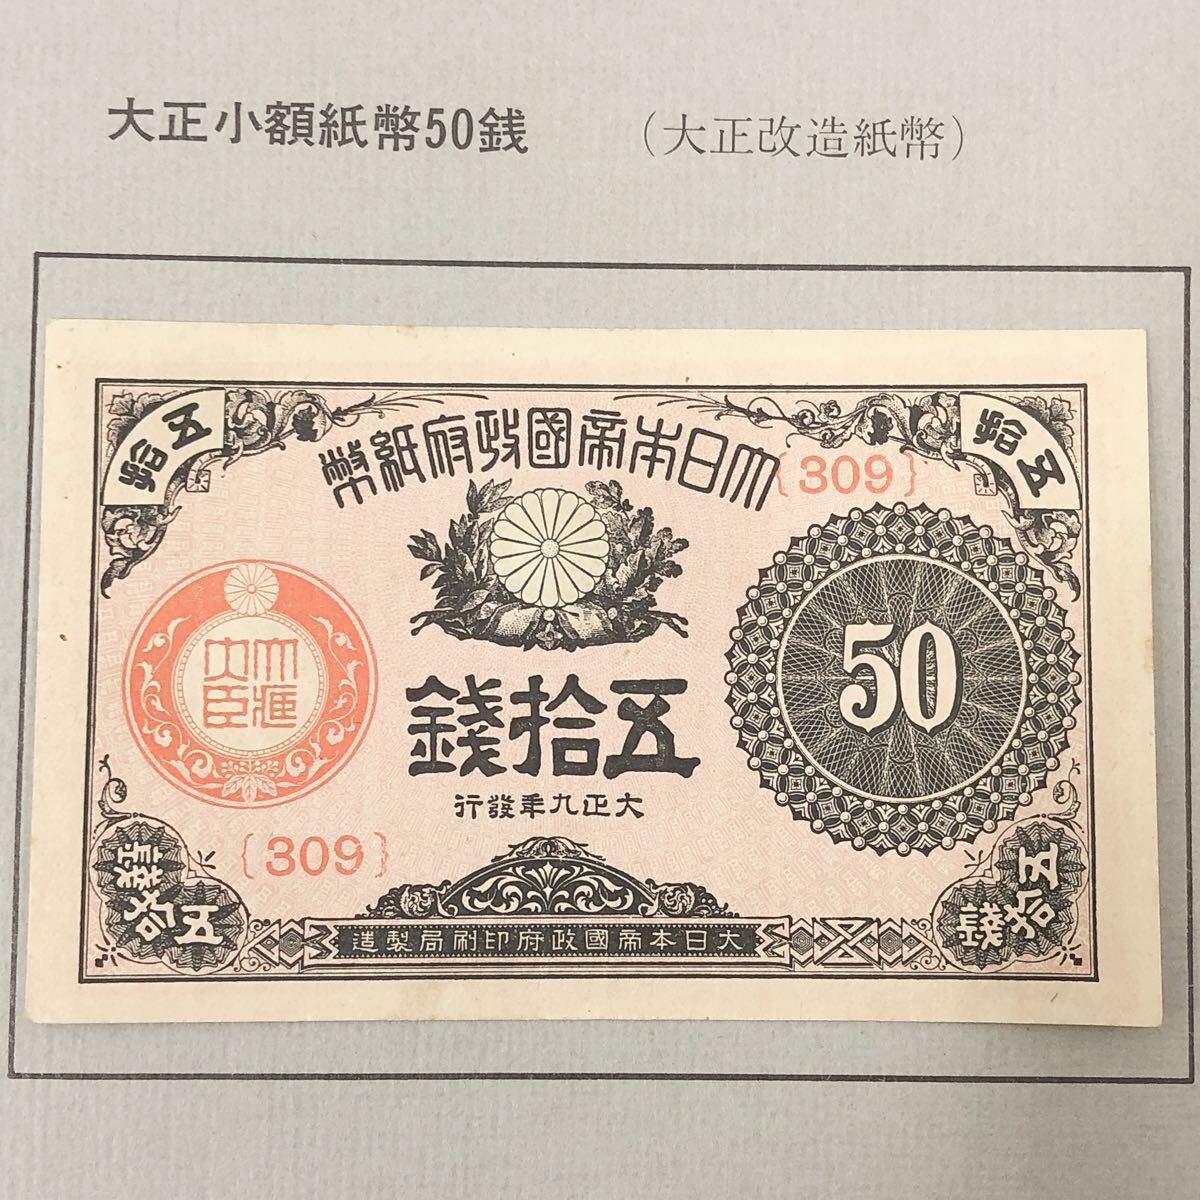 大正小額紙幣50銭
（大正改造紙幣）
五拾
五拾
大日本帝國政府紙幣
{309}
大藏
大臣
50
五拾錢
大正九年發行
{309}
五拾錢
五拾錢
大日本帝國政府印刷局製造